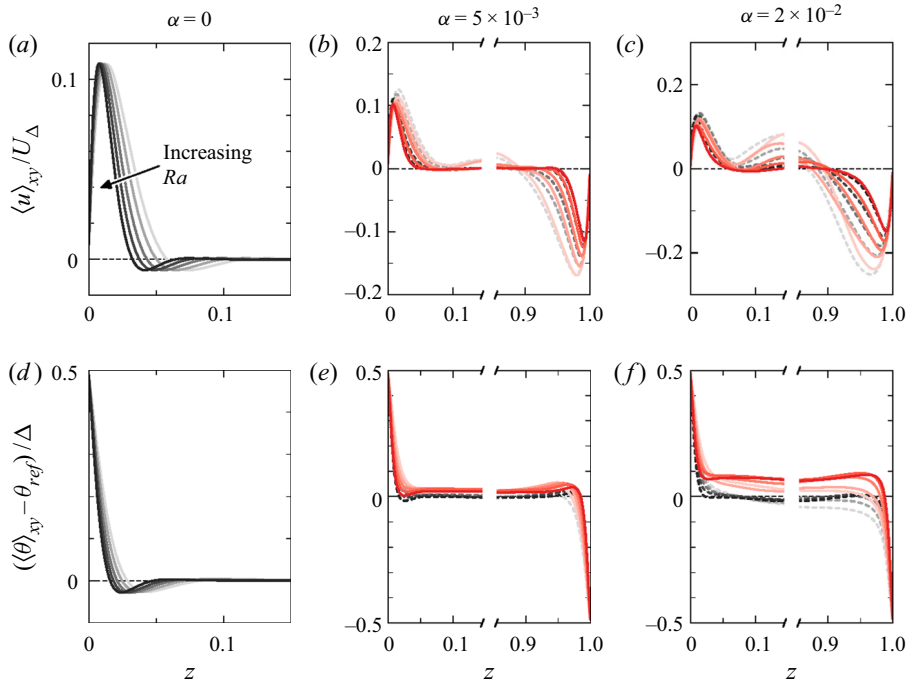 α = 0
α = 5 × 10⁻³
α = 2 × 10⁻²
(a)
(b)
(c)
⟨u⟩xy/UΔ
0.1
0
Increasing
Ra
0
0.1
0.2
0.1
0
−0.1
−0.2
0
0.1
0.9
1.0
0.2
0
−0.2
0
0.1
0.9
1.0
(d)
(e)
(f)
(⟨θ⟩xy − θref)/Δ
0.5
0
0
0.1
z
0.5
0
−0.5
0
0.1
0.9
1.0
z
0.5
0
−0.5
0
0.1
0.9
1.0
z